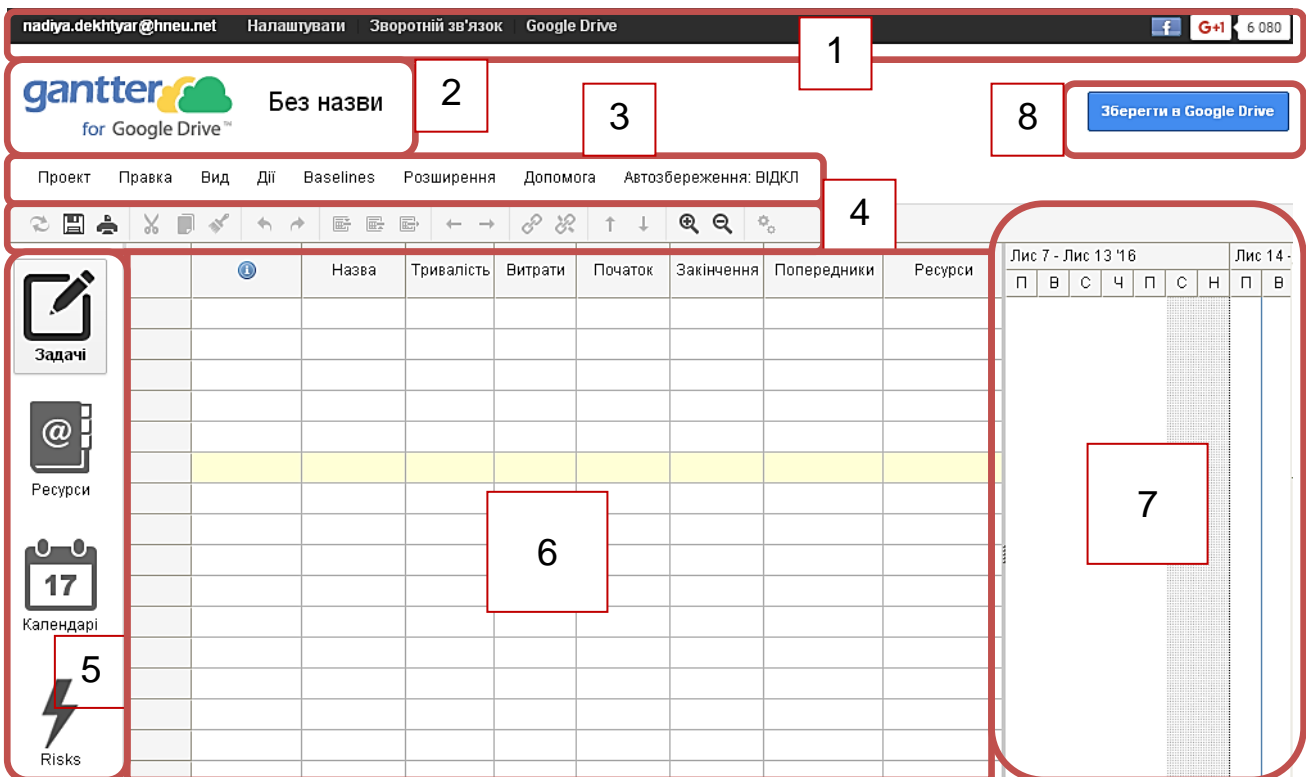 nadiya.dekhtyar@hneu.net Налаштувати Зворотній зв'язок Google Drive f G+1 6 080
1
gantter Без назви
for Google Drive™
2
3
8
Зберегти в Google Drive
Проект Правка Вид Дії Baselines Розширення Допомога Автозбереження: ВІДКЛ
4
Назва Тривалість Витрати Початок Закінчення Попередники Ресурси
Лис 7 - Лис 13 '16 Лис 14 -
П В С Ч П С Н П В
Задачі
@
Ресурси
17
Календарі
5
Risks
6
7